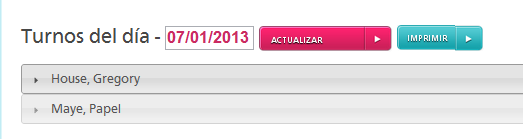 Turnos del día - 07/01/2013 ACTUALIZAR IMPRIMIR
House, Gregory
Maye, Papel